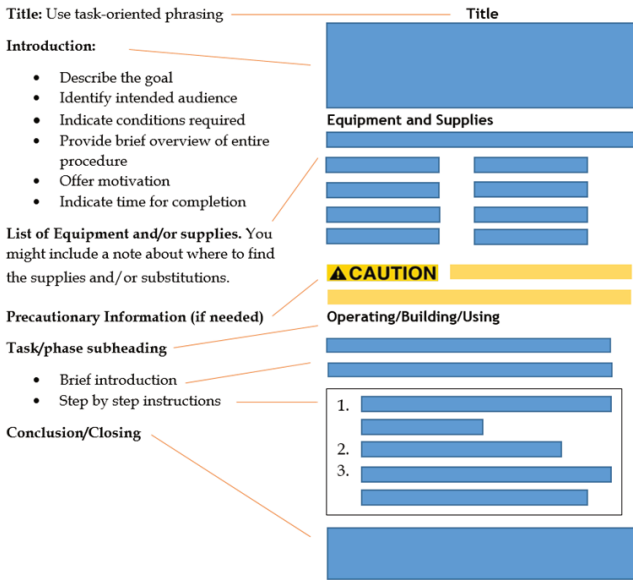 Title: Use task-oriented phrasing
Title
Introduction:
• Describe the goal
• Identify intended audience
• Indicate conditions required
• Provide brief overview of entire
procedure
• Offer motivation
• Indicate time for completion
Equipment and Supplies
List of Equipment and/or supplies. You
might include a note about where to find
the supplies and/or substitutions.
CAUTION
Precautionary Information (if needed)
Operating/Building/Using
Task/phase subheading
• Brief introduction
• Step by step instructions
1.
2.
3.
Conclusion/Closing